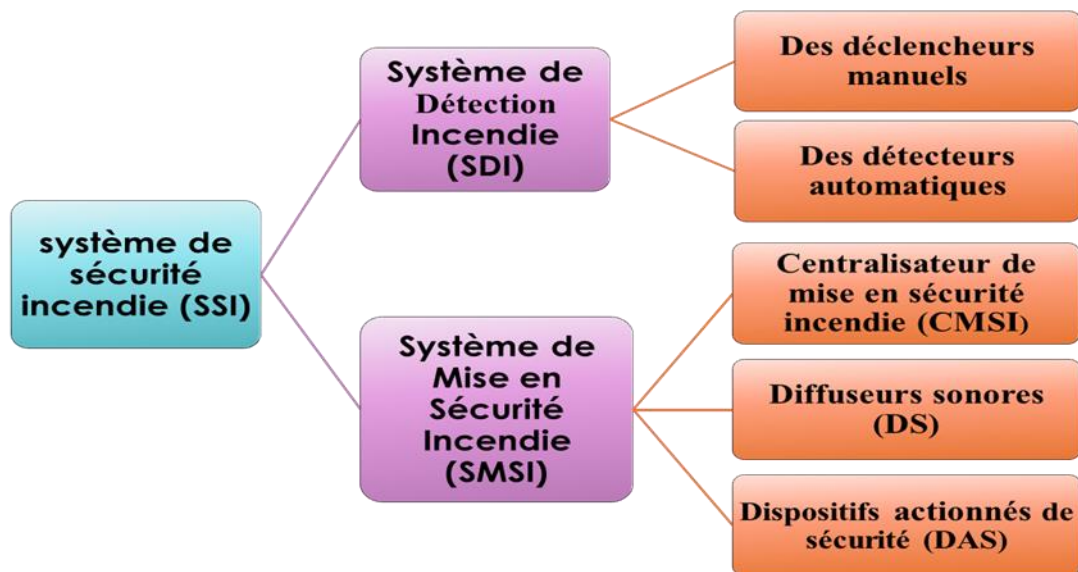 système de
sécurité
incendie (SSI)
Système de
Détection
Incendie
(SDI)
Des déclencheurs
manuels
Des détecteurs
automatiques
Système de
Mise en
Sécurité
Incendie
(SMSI)
Centralisateur de
mise en sécurité
incendie (CMSI)
Diffuseurs sonores
(DS)
Dispositifs actionnés de
sécurité (DAS)